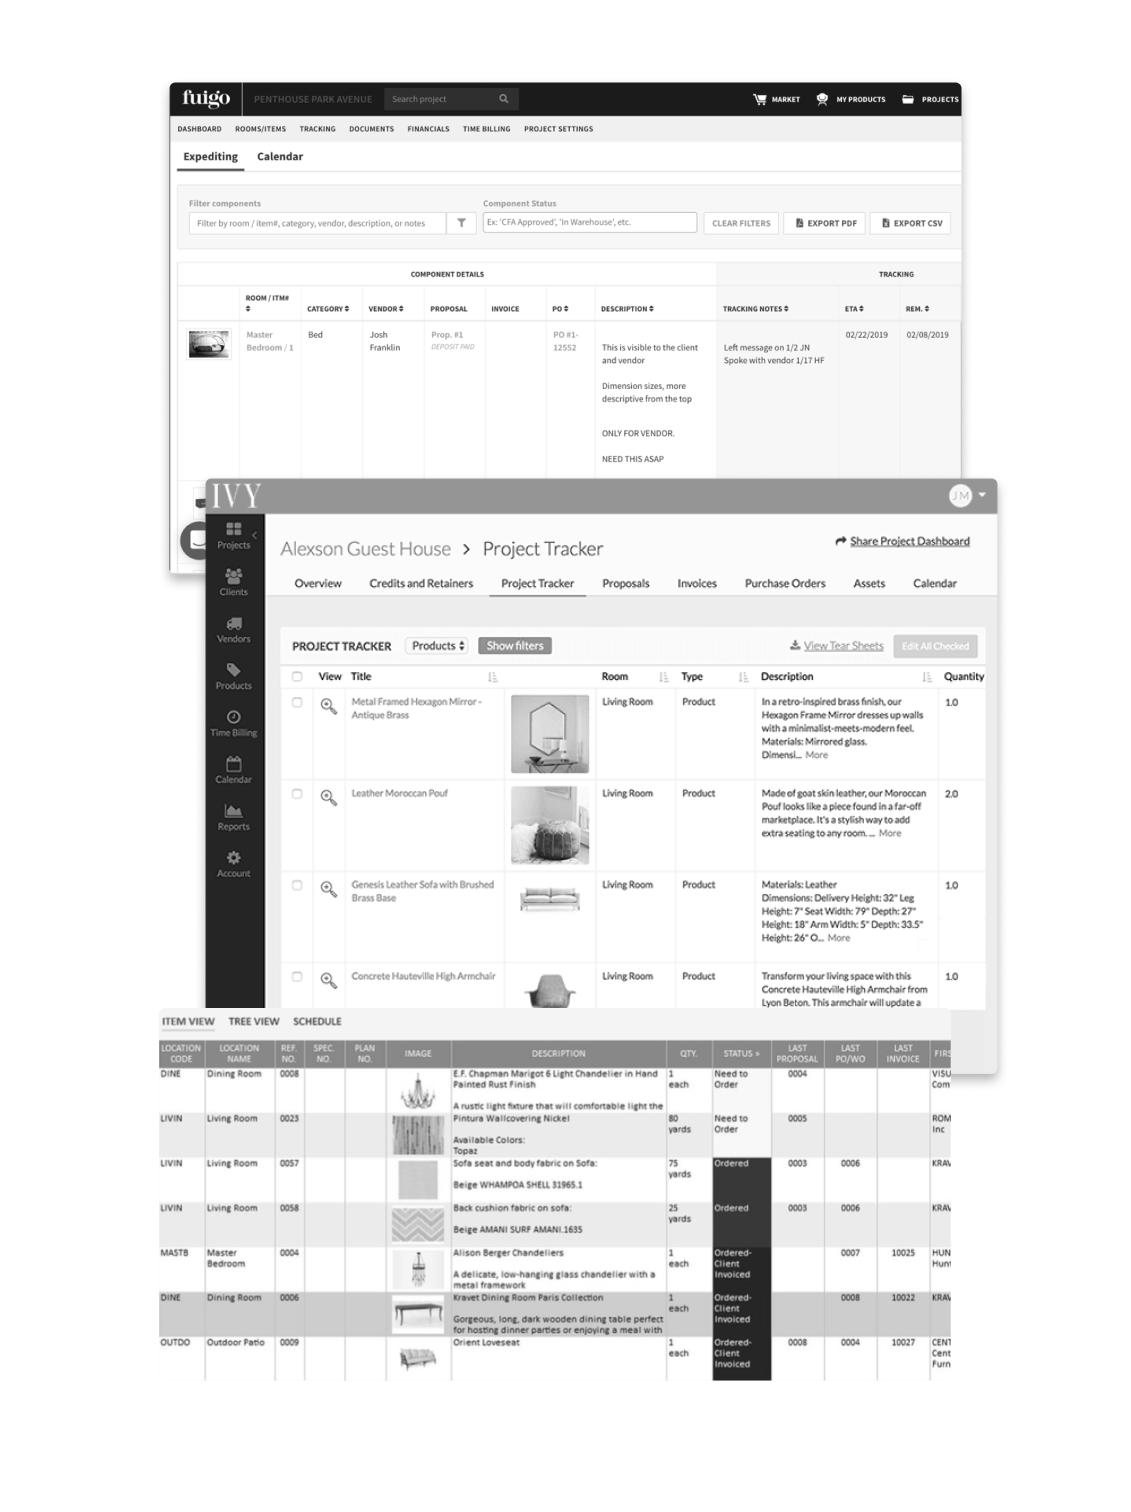 fuigo
PENTHOUSE PARK AVENUE
Search project
MARKET
MY PRODUCTS
PROJECTS
DASHBOARD ROOMS/ITEMS TRACKING DOCUMENTS FINANCIALS TIME BILLING PROJECT SETTINGS
Expediting Calendar
Filter components
Component Status
Filter by room / item#, category, vendor, description, or notes
Ex: 'CFA Approved', 'In Warehouse', etc.
CLEAR FILTERS
EXPORT PDF
EXPORT CSV
COMPONENT DETAILS
TRACKING
ROOM / ITM# CATEGORY VENDOR PROPOSAL INVOICE PO DESCRIPTION TRACKING NOTES ETA REM.
Master
Bedroom / 1
Bed
Josh
Franklin
Prop. #1
DEPOSIT PAID
PO #1-
12552
This is visible to the client
and vendor
Dimension sizes, more
descriptive from the top
ONLY FOR VENDOR.
NEED THIS ASAP
Left message on 1/2 JN
Spoke with vendor 1/17 HF
02/22/2019
02/08/2019
IVY
JM
Projects
Clients
Vendors
Products
Time Billing
Calendar
Reports
Account
Alexson Guest House > Project Tracker
Share Project Dashboard
Overview Credits and Retainers Project Tracker Proposals Invoices Purchase Orders Assets Calendar
PROJECT TRACKER
Products
Show filters
View Tear Sheets
Edit All Checked
View Title Room Type Description Quantity
Metal Framed Hexagon Mirror -
Antique Brass
Living Room
Product
In a retro-inspired brass finish, our
Hexagon Frame Mirror dresses up walls
with a minimalist-meets-modern feel.
Materials: Mirrored glass.
Dimensi... More
1.0
Leather Moroccan Pouf
Living Room
Product
Made of goat skin leather, our Moroccan
Pouf looks like a piece found in a far-off
marketplace. It's a stylish way to add
extra seating to any room. ... More
2.0
Genesis Leather Sofa with Brushed
Brass Base
Living Room
Product
Materials: Leather
Dimensions: Delivery Height: 32" Leg
Height: 7" Seat Width: 79" Depth: 27"
Height: 18" Arm Width: 5" Depth: 33.5"
Height: 26" O... More
1.0
Concrete Hauteville High Armchair
Living Room
Product
Transform your living space with this
Concrete Hauteville High Armchair from
Lyon Beton. This armchair will update a
1.0
ITEM VIEW TREE VIEW SCHEDULE
LOCATION
CODE
LOCATION
NAME
REF.
NO.
SPEC.
NO.
PLAN
NO.
IMAGE
DESCRIPTION
QTY.
STATUS »
LAST
PROPOSAL
LAST
PO/WO
LAST
INVOICE
FIRS
DINE
Dining Room
0008
E.F. Chapman Marigot 6 Light Chandelier in Hand
Painted Rust Finish
A rustic light fixture that will comfortable light the
1
each
Need to
Order
0004
VISU
Com
LIVIN
Living Room
0023
Pintura Wallcovering Nickel
Available Colors:
Topaz
80
yards
Need to
Order
0005
ROM
Inc
LIVIN
Living Room
0057
Sofa seat and body fabric on Sofa:
Beige WHAMPOA SHELL 31965.1
75
yards
Ordered
0003
0006
KRAV
LIVIN
Living Room
0058
Back cushion fabric on sofa:
Beige AMANI SURF AMANI.1635
25
yards
Ordered
0003
0006
KRAV
MASTB
Master
Bedroom
0004
Alison Berger Chandeliers
A delicate, low-hanging glass chandelier with a
metal framework
1
each
Ordered-
Client
Invoiced
0007
10025
HUN
Hunt
DINE
Dining Room
0006
Kravet Dining Room Paris Collection
Gorgeous, long, dark wooden dining table perfect
for hosting dinner parties or enjoying a meal with
1
each
Ordered-
Client
Invoiced
0008
10022
KRAV
OUTDO
Outdoor Patio
0009
Orient Loveseat
1
each
Ordered-
Client
Invoiced
0008
0004
10027
CENT
Cent
Furn